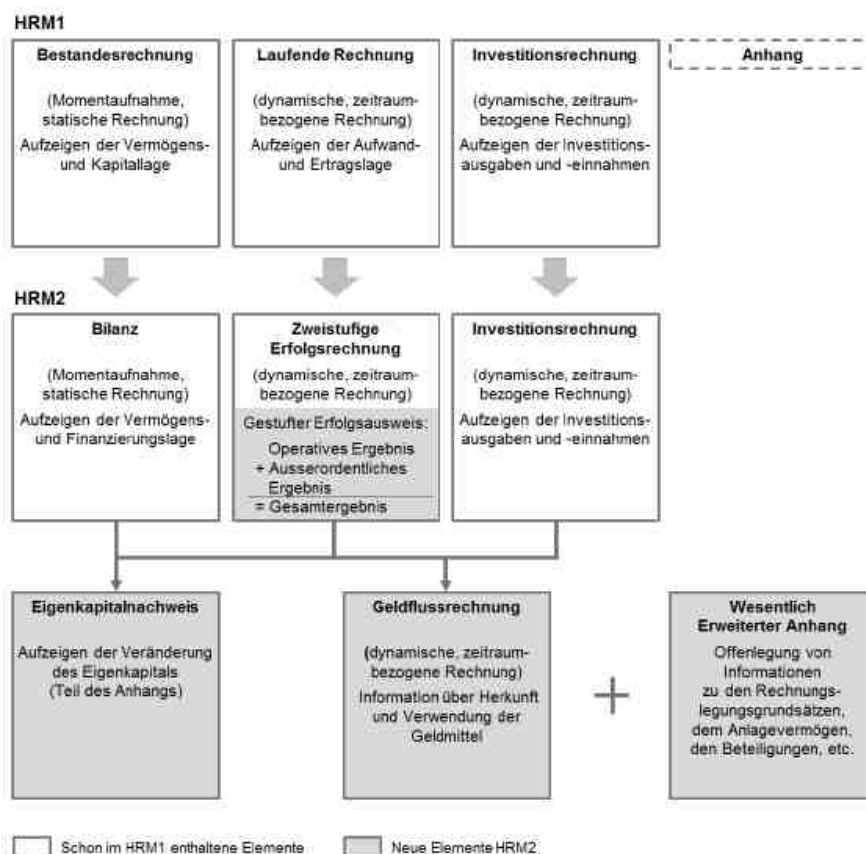 HRM1
Bestandesrechnung
(Momentaufnahme,
statische Rechnung)
Aufzeigen der Vermögens-
und Kapitallage
Laufende Rechnung
(dynamische, zeitraum-
bezogene Rechnung)
Aufzeigen der Aufwand-
und Ertragslage
Investitionsrechnung
(dynamische, zeitraum-
bezogene Rechnung)
Aufzeigen der Investitions-
ausgaben und -einnahmen
Anhang
HRM2
Bilanz
(Momentaufnahme,
statische Rechnung)
Aufzeigen der Vermögens-
und Finanzierungslage
Zweistufige
Erfolgsrechnung
(dynamische, zeitraum-
bezogene Rechnung)
Gestufter Erfolgsausweis:
Operatives Ergebnis
+ Ausserordentliches
Ergebnis
= Gesamtergebnis
Investitionsrechnung
(dynamische, zeitraum-
bezogene Rechnung)
Aufzeigen der Investitions-
ausgaben und -einnahmen
Eigenkapitalnachweis
Aufzeigen der Veränderung
des Eigenkapitals
(Teil des Anhangs)
Geldflussrechnung
(dynamische, zeitraum-
bezogene Rechnung)
Information über Herkunft
und Verwendung der
Geldmittel
+
Wesentlich
Erweiterter Anhang
Offenlegung von
Informationen
zu den Rechnungs-
legungsgrundsätzen,
dem Anlagevermögen,
den Beteiligungen, etc.
Schon im HRM1 enthaltene Elemente
Neue Elemente HRM2